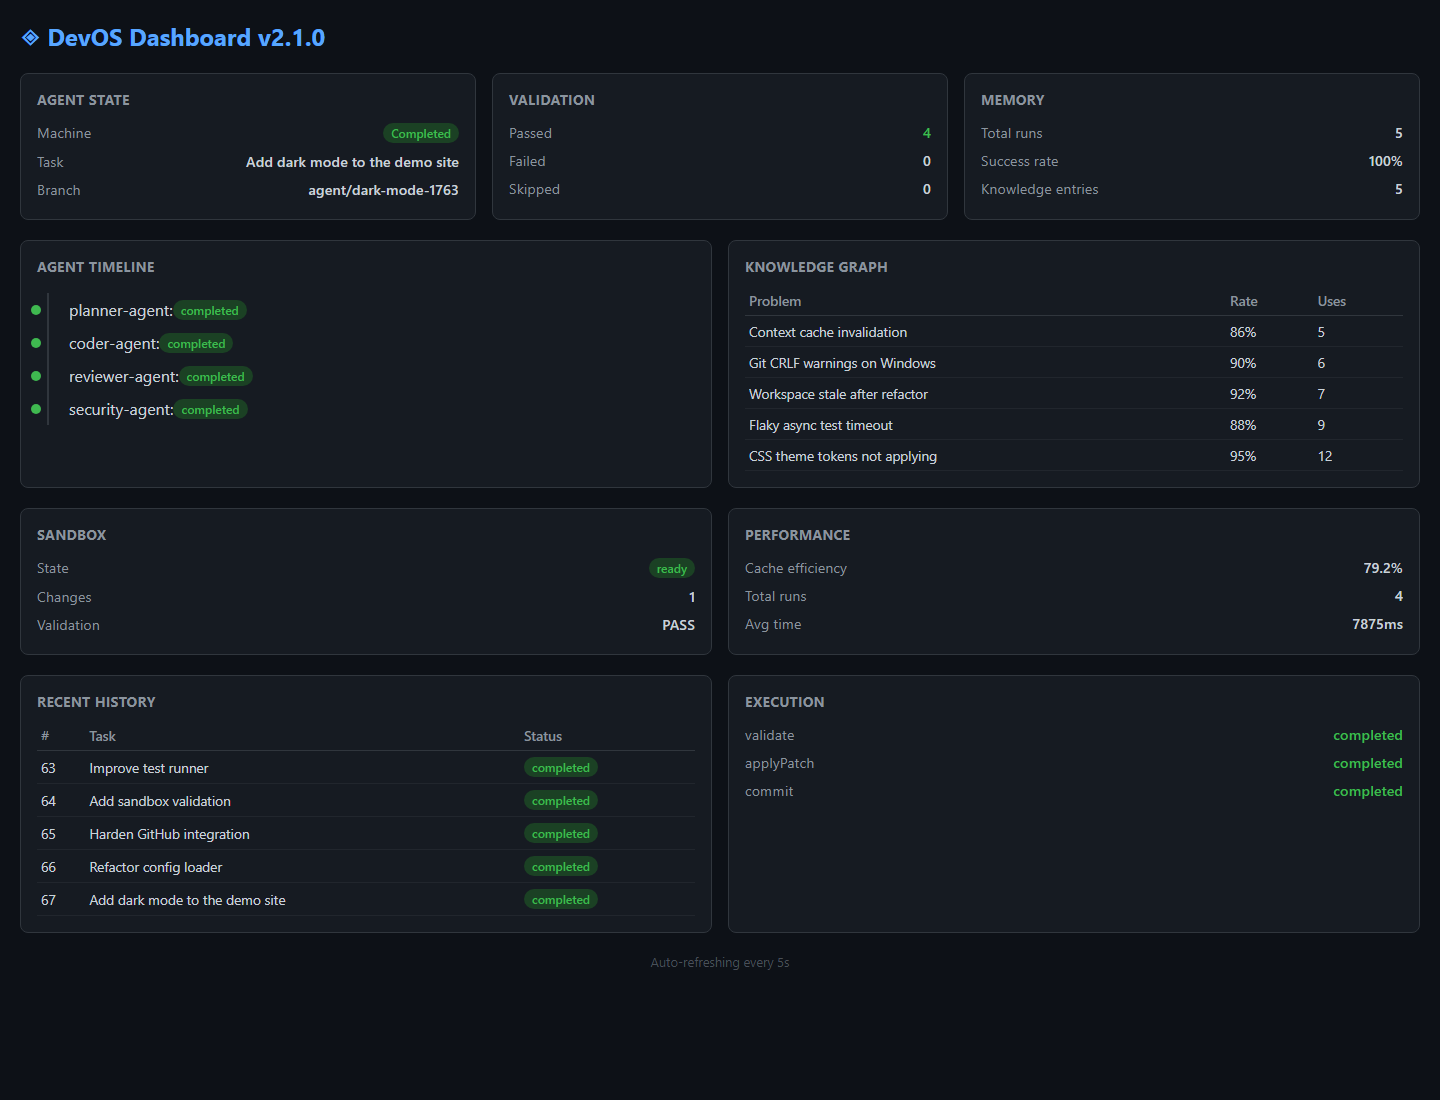 DevOS Dashboard v2.1.0
AGENT STATE
Machine Completed
Task Add dark mode to the demo site
Branch agent/dark-mode-1763
VALIDATION
Passed 4
Failed 0
Skipped 0
MEMORY
Total runs 5
Success rate 100%
Knowledge entries 5
AGENT TIMELINE
planner-agent: completed
coder-agent: completed
reviewer-agent: completed
security-agent: completed
KNOWLEDGE GRAPH
Problem Rate Uses
Context cache invalidation 86% 5
Git CRLF warnings on Windows 90% 6
Workspace stale after refactor 92% 7
Flaky async test timeout 88% 9
CSS theme tokens not applying 95% 12
SANDBOX
State ready
Changes 1
Validation PASS
PERFORMANCE
Cache efficiency 79.2%
Total runs 4
Avg time 7875ms
RECENT HISTORY
# Task Status
63 Improve test runner completed
64 Add sandbox validation completed
65 Harden GitHub integration completed
66 Refactor config loader completed
67 Add dark mode to the demo site completed
EXECUTION
validate completed
applyPatch completed
commit completed
Auto-refreshing every 5s